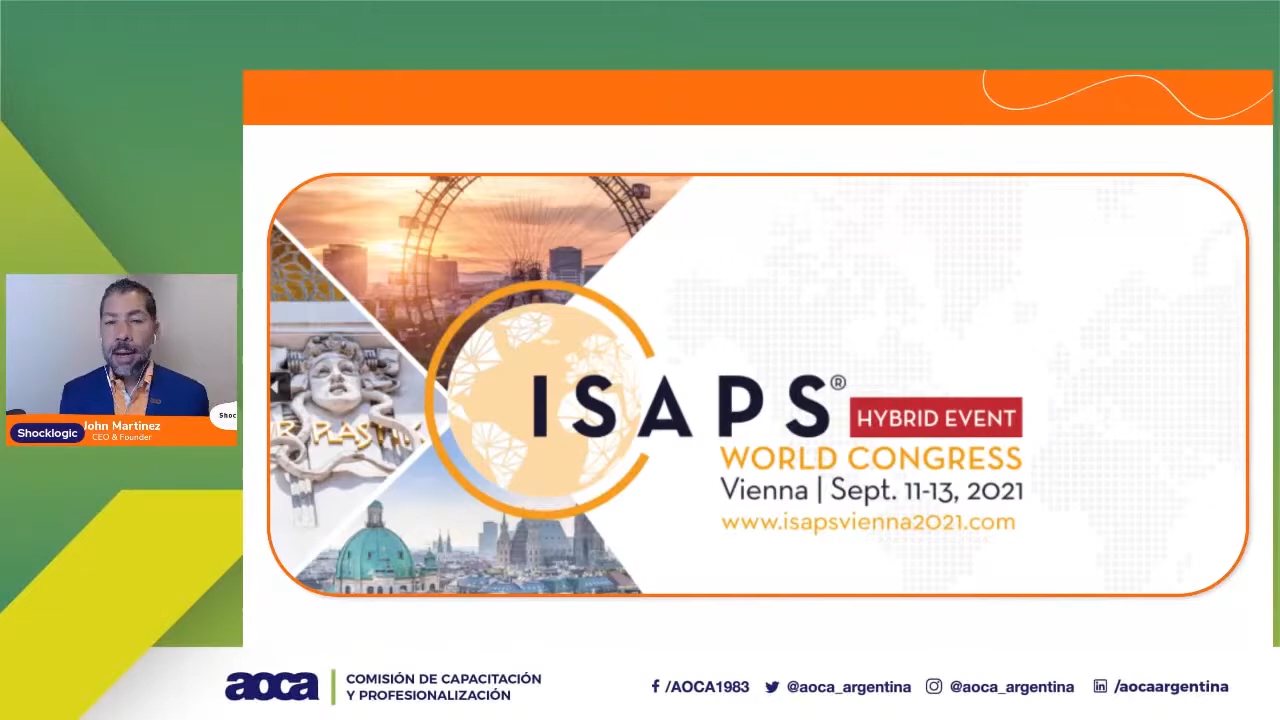 ISAPS®
HYBRID EVENT
WORLD CONGRESS
Vienna | Sept. 11-13, 2021
www.isapsvienna2021.com
John Martinez
CEO & Founder
Shocklogic
Shoc
aoca
COMISIÓN DE CAPACITACIÓN
Y PROFESIONALIZACIÓN
/AOCA1983
@aoca_argentina
@aoca_argentina
/aocaargentina